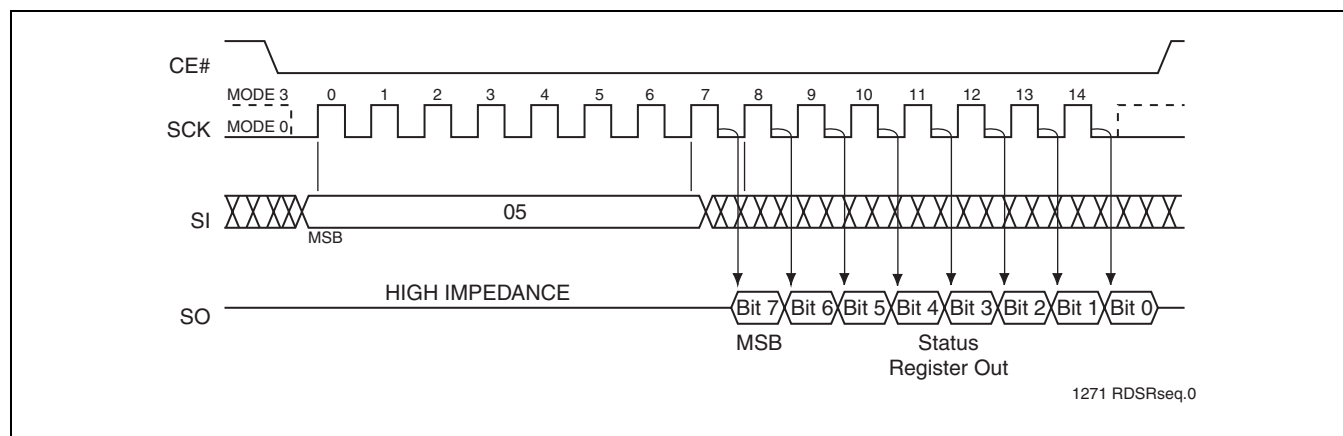 CE#
MODE 3 0 1 2 3 4 5 6 7 8 9 10 11 12 13 14
SCK MODE 0
SI 05
MSB
HIGH IMPEDANCE
SO Bit 7 Bit 6 Bit 5 Bit 4 Bit 3 Bit 2 Bit 1 Bit 0
MSB Status
Register Out
1271 RDSRseq.0